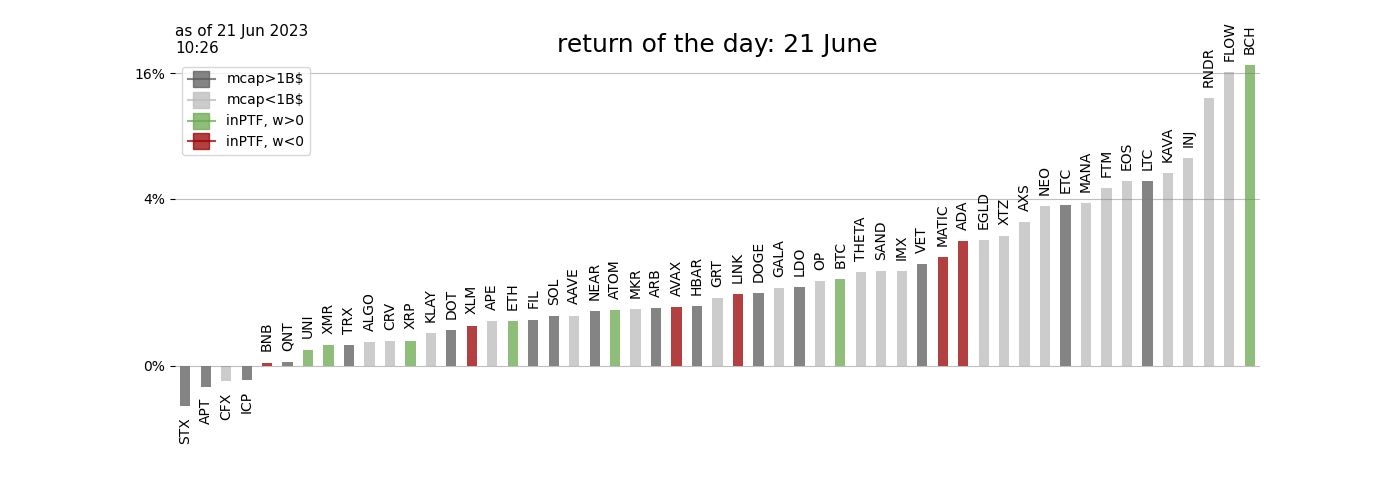 as of 21 Jun 2023
10:26
return of the day: 21 June
mcap>1B$
mcap<1B$
inPTF, w>0
inPTF, w<0
16%
4%
0%
STX
APT
CFX
ICP
BNB
QNT
UNI
XMR
TRX
ALGO
CRV
XRP
KLAY
DOT
XLM
APE
ETH
FIL
SOL
AAVE
NEAR
ATOM
MKR
ARB
AVAX
HBAR
GRT
LINK
DOGE
GALA
LDO
OP
BTC
THETA
SAND
IMX
VET
MATIC
ADA
EGLD
XTZ
AXS
NEO
ETC
MANA
FTM
EOS
LTC
KAVA
INJ
RNDR
FLOW
BCH